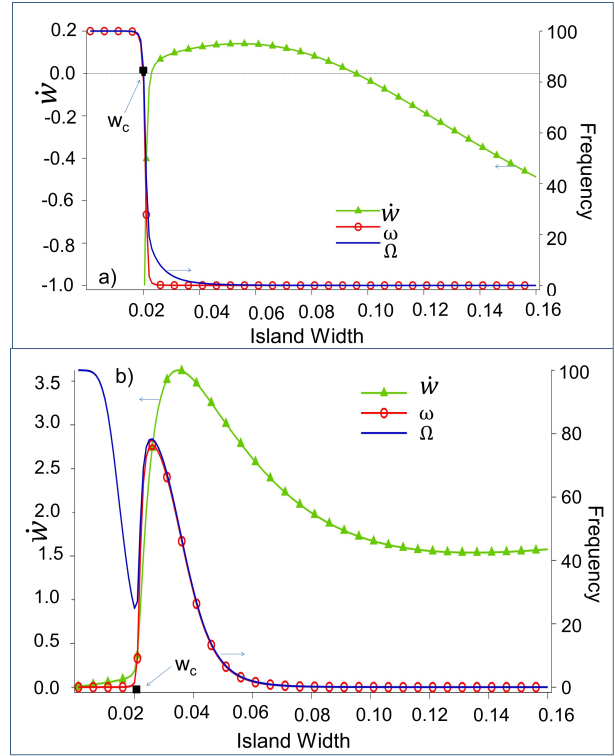 0.2
0.0
-0.2
-0.4
-0.6
-0.8
-1.0
ẇ
w_c
a)
ẇ
ω
Ω
100
80
60
40
20
0
Frequency
0.02 0.04 0.06 0.08 0.10 0.12 0.14 0.16
Island Width
b)
3.5
3.0
2.5
2.0
1.5
1.0
0.5
0.0
ẇ
w_c
ẇ
ω
Ω
100
80
60
40
20
0
Frequency
0.02 0.04 0.06 0.08 0.10 0.12 0.14 0.16
Island Width